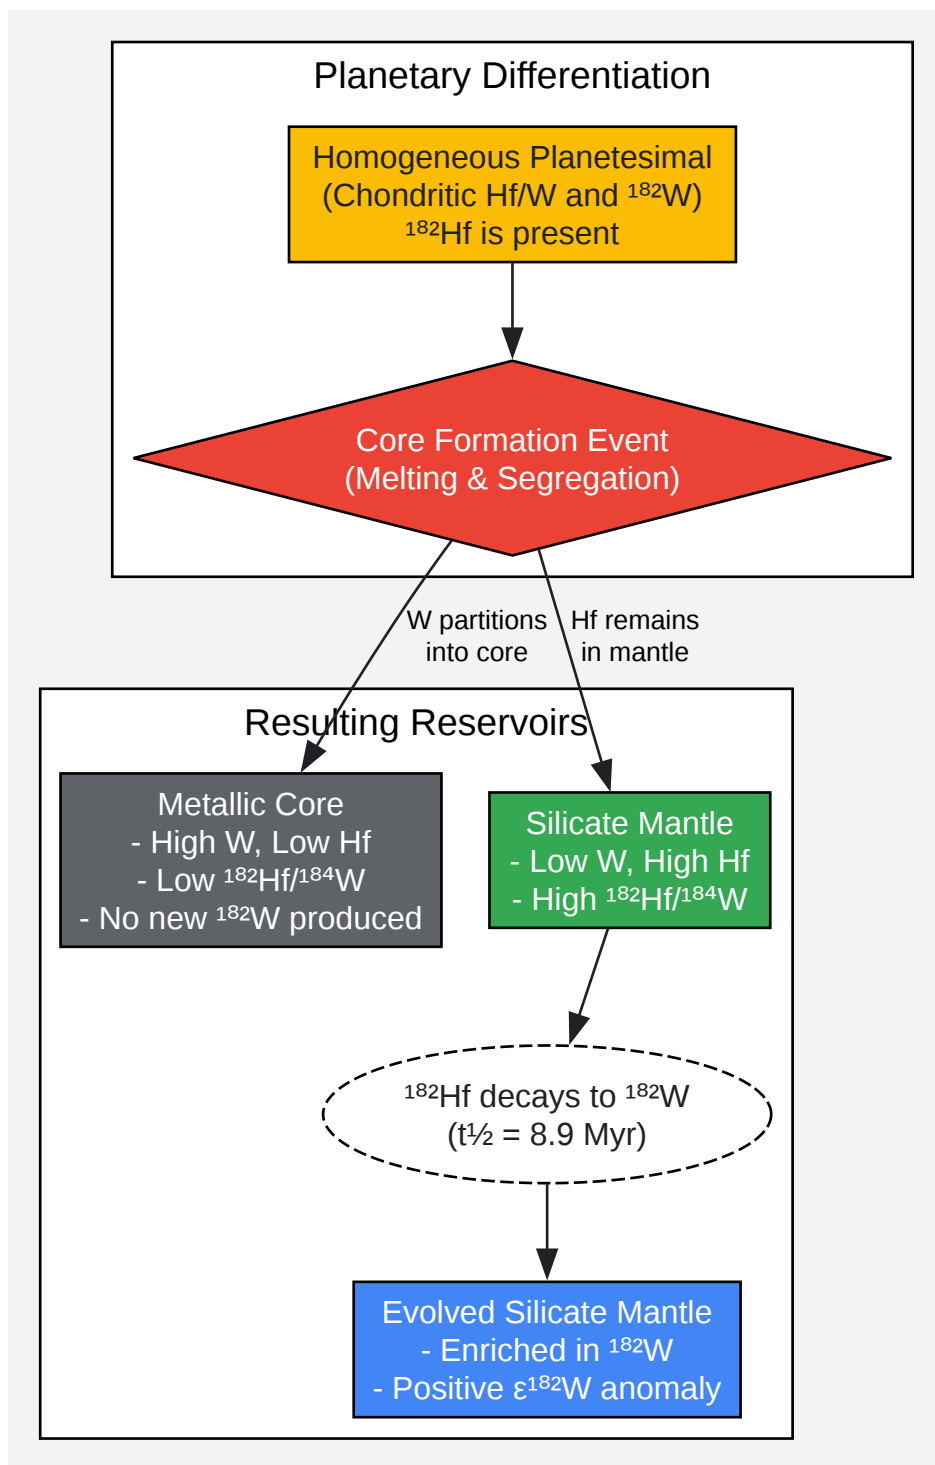 Planetary Differentiation
Homogeneous Planetesimal
(Chondritic Hf/W and ¹⁸²W)
¹⁸²Hf is present
Core Formation Event
(Melting & Segregation)
W partitions
into core
Hf remains
in mantle
Resulting Reservoirs
Metallic Core
- High W, Low Hf
- Low ¹⁸²Hf/¹⁸⁴W
- No new ¹⁸²W produced
Silicate Mantle
- Low W, High Hf
- High ¹⁸²Hf/¹⁸⁴W
¹⁸²Hf decays to ¹⁸²W
(t½ = 8.9 Myr)
Evolved Silicate Mantle
- Enriched in ¹⁸²W
- Positive ε¹⁸²W anomaly